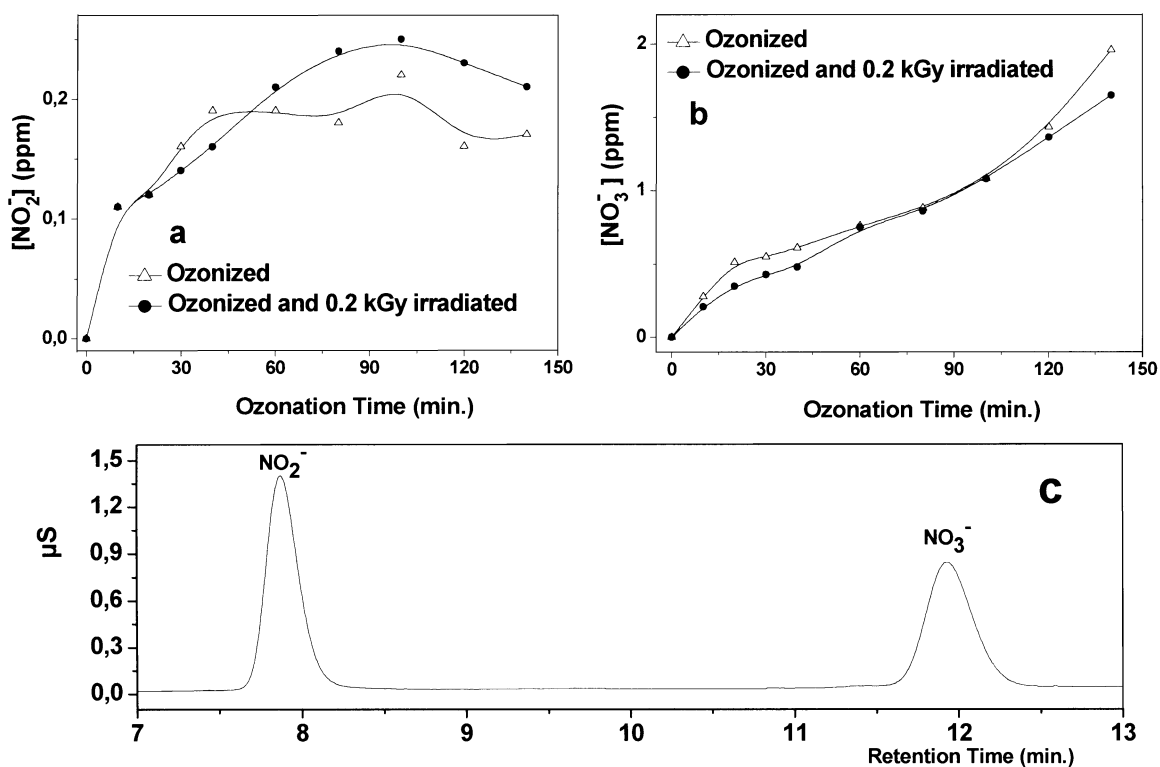 [NO2-] (ppm)
0,2
0,1
0,0
a
Ozonized
Ozonized and 0.2 kGy irradiated
0 30 60 90 120 150
Ozonation Time (min.)
[NO3-] (ppm)
2
1
0
Ozonized
Ozonized and 0.2 kGy irradiated
b
0 30 60 90 120 150
Ozonation Time (min.)
µS
1,5
1,2
0,9
0,6
0,3
0,0
NO2-
NO3-
c
7 8 9 10 11 12 13
Retention Time (min.)